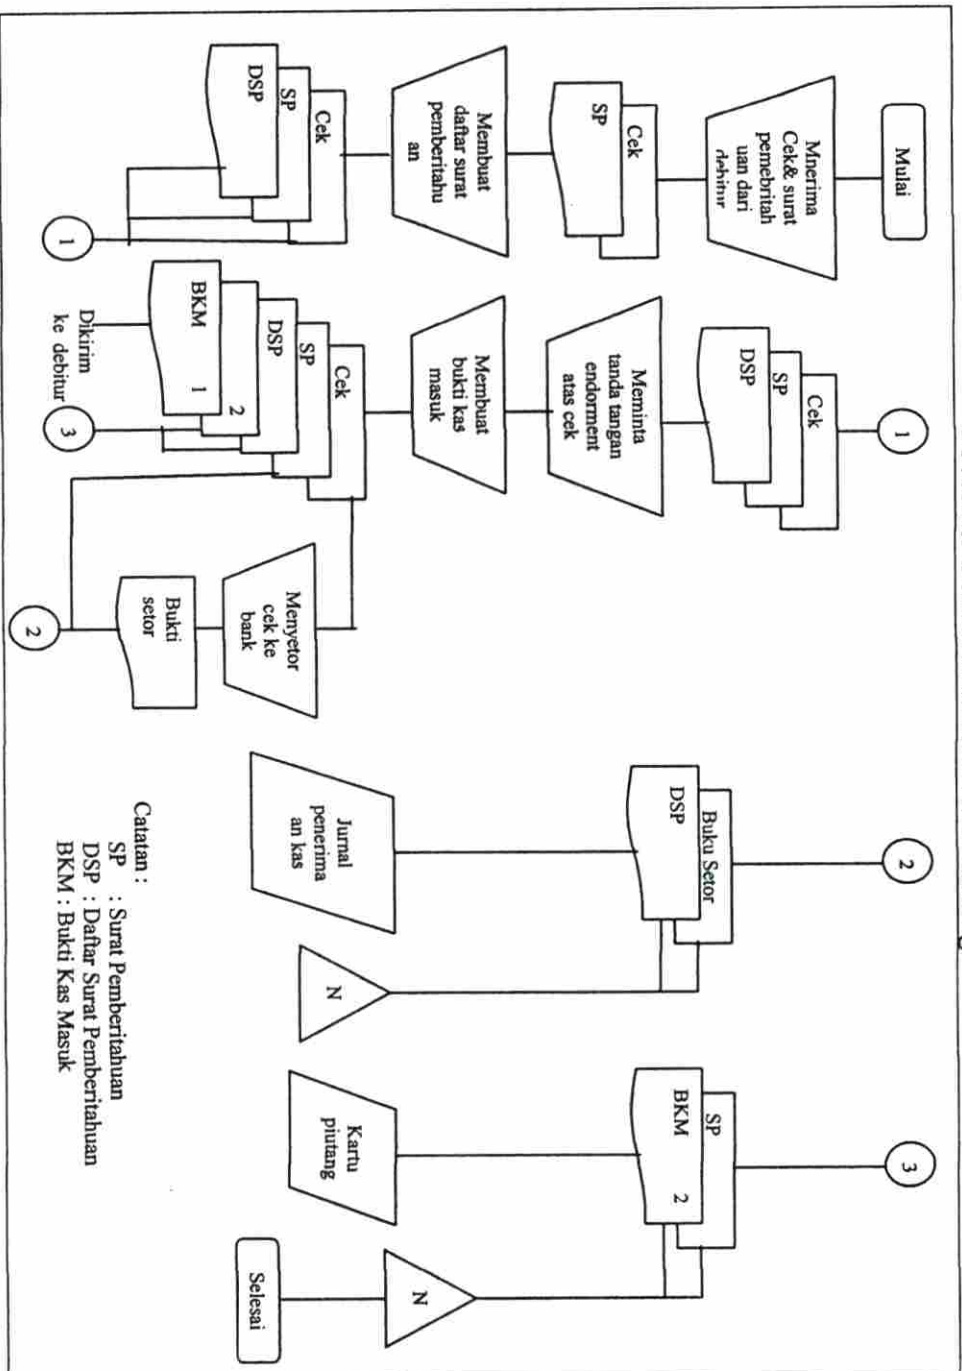 Mulai
Mnerima
Cek& surat
pemebritah
uan dari
debitur
Cek
SP
Membuat
daftar surat
pemberitahu
an
Cek
SP
DSP
1
1
Cek
SP
DSP
Meminta
tanda tangan
endorment
atas cek
Membuat
bukti kas
masuk
Cek
SP
DSP
2
BKM 1
Dikirim
ke debitur
3
Menyetor
cek ke
bank
Bukti
setor
2
2
Buku Setor
DSP
Jurnal
penerima
an kas
N
3
SP
BKM 2
Kartu
piutang
N
Selesai
Catatan :
SP : Surat Pemberitahuan
DSP : Daftar Surat Pemberitahuan
BKM : Bukti Kas Masuk